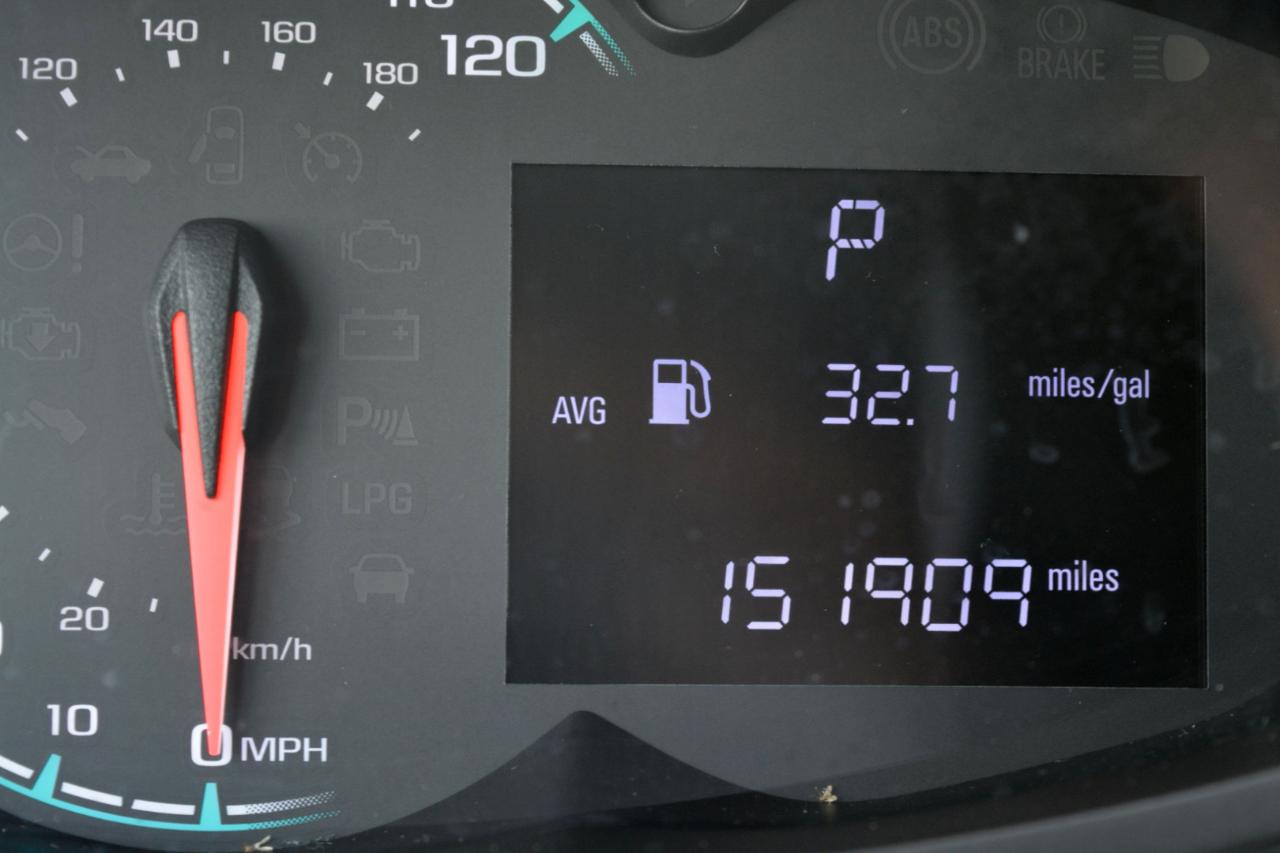 140 160
120 180
120
ABS
BRAKE
P
AVG 32.7 miles/gal
P
LPG
151909 miles
20
km/h
10
0 MPH